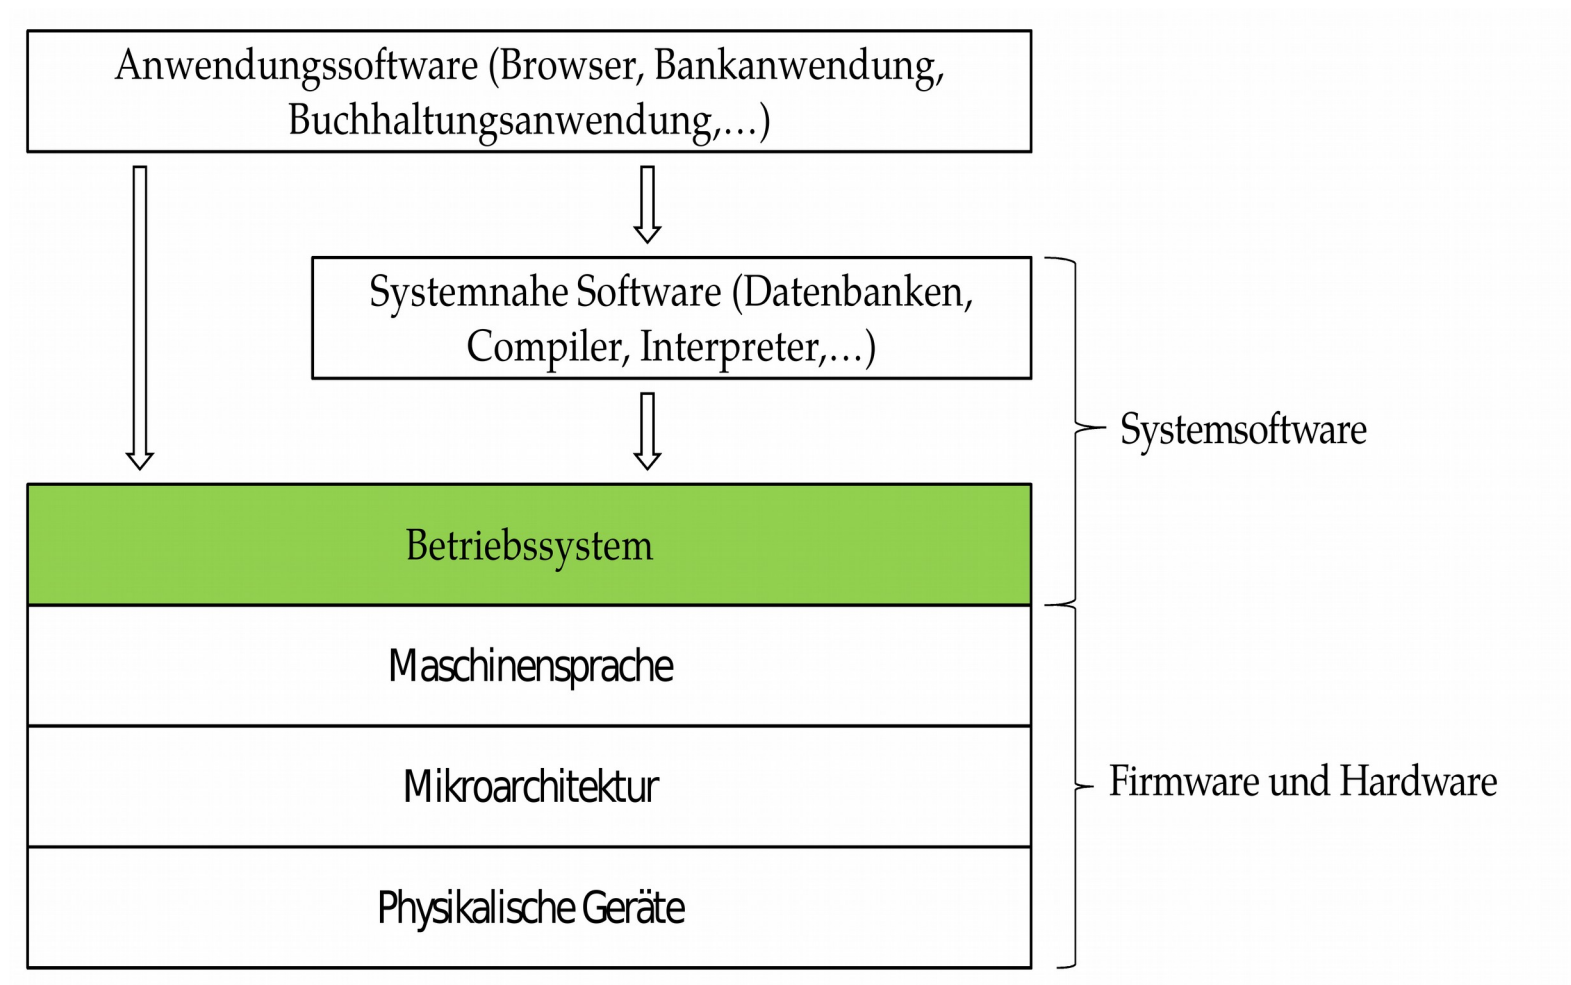 Anwendungssoftware (Browser, Bankanwendung,
Buchhaltungsanwendung,…)
Systemnahe Software (Datenbanken,
Compiler, Interpreter,…)
Systemsoftware
Betriebssystem
Maschinensprache
Mikroarchitektur
Firmware und Hardware
Physikalische Geräte